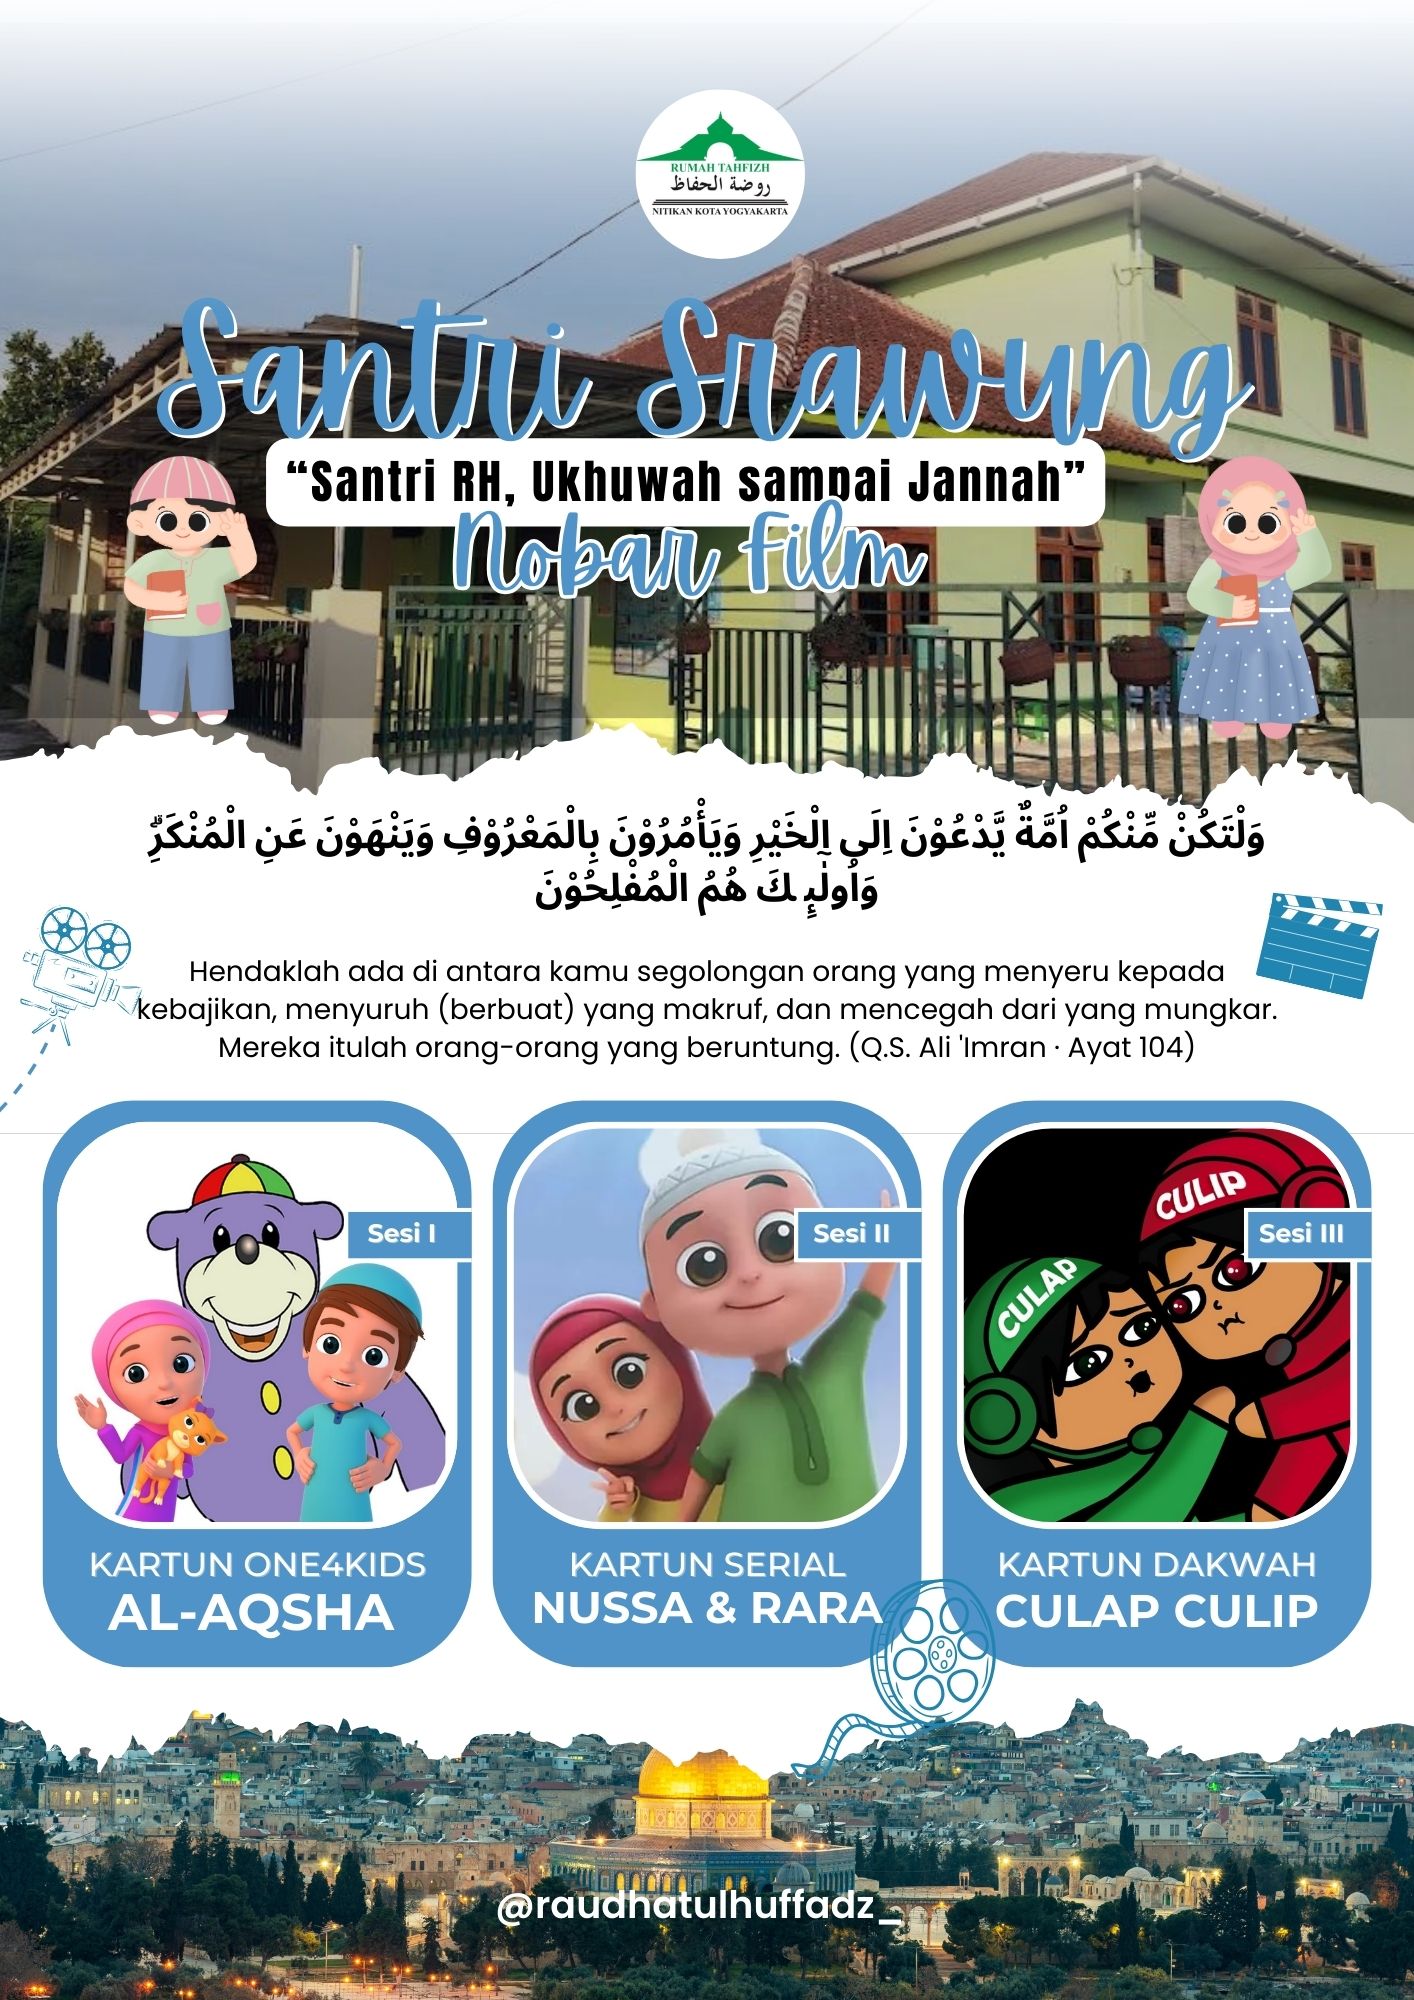 RUMAH TAHFIZH
روضة الحفاظ
NITIKAN KOTA YOGYAKARTA
Santri Srawung
“Santri RH, Ukhuwah sampai Jannah”
Nobar Film
وَلْتَكُنْ مِّنْكُمْ اُمَّةٌ يَّدْعُوْنَ اِلَى الْخَيْرِ وَيَأْمُرُوْنَ بِالْمَعْرُوْفِ وَيَنْهَوْنَ عَنِ الْمُنْكَرِۗ
وَاُولٰۤىِٕكَ هُمُ الْمُفْلِحُوْنَ
Hendaklah ada di antara kamu segolongan orang yang menyeru kepada
kebajikan, menyuruh (berbuat) yang makruf, dan mencegah dari yang mungkar.
Mereka itulah orang-orang yang beruntung. (Q.S. Ali 'Imran · Ayat 104)
Sesi I
KARTUN ONE4KIDS
AL-AQSHA
Sesi II
KARTUN SERIAL
NUSSA & RARA
CULIP
CULAP
Sesi III
KARTUN DAKWAH
CULAP CULIP
@raudhatulhuffadz_